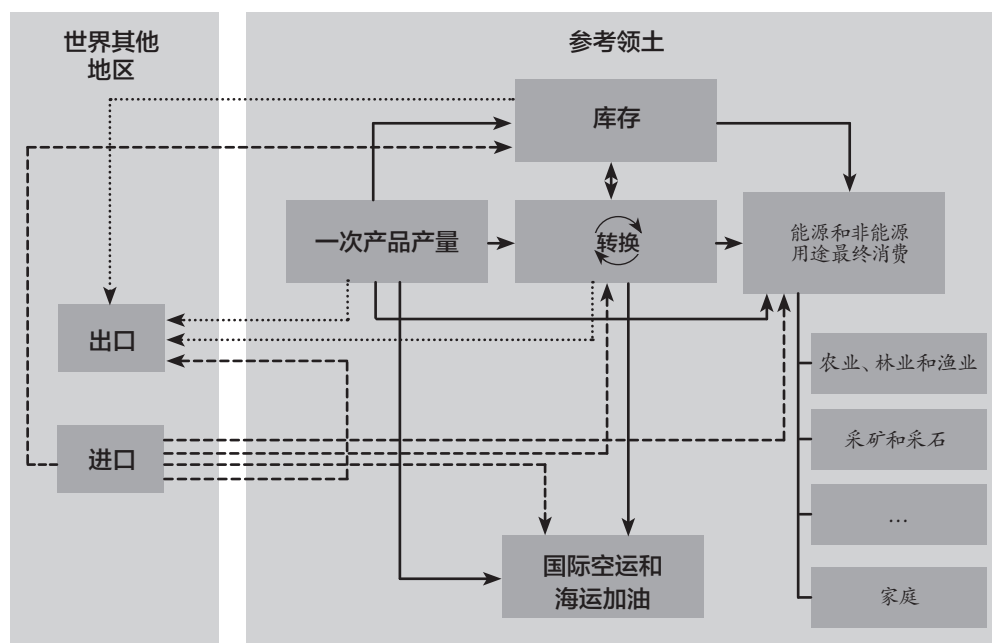 世界其他
地区
参考领土
库存
一次产品产量
转换
能源和非能源
用途最终消费
出口
农业、林业和渔业
采矿和采石
进口
…
国际空运和
海运加油
家庭